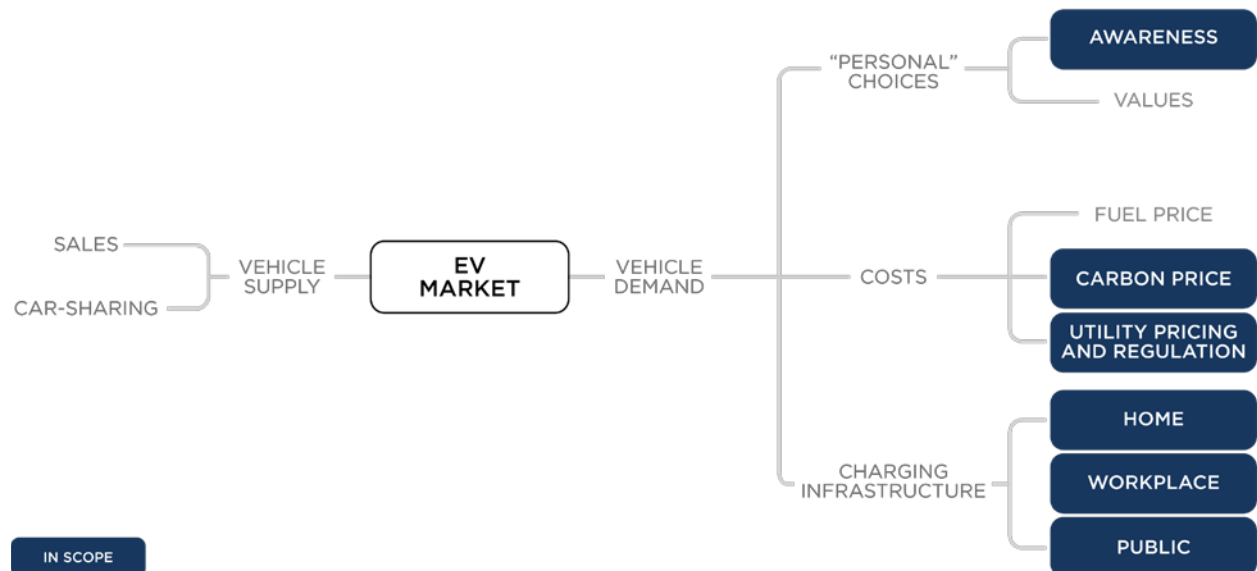 AWARENESS
“PERSONAL”
CHOICES
VALUES
FUEL PRICE
SALES
VEHICLE
SUPPLY
EV
MARKET
VEHICLE
DEMAND
COSTS
CARBON PRICE
CAR-SHARING
UTILITY PRICING
AND REGULATION
HOME
CHARGING
INFRASTRUCTURE
WORKPLACE
PUBLIC
IN SCOPE